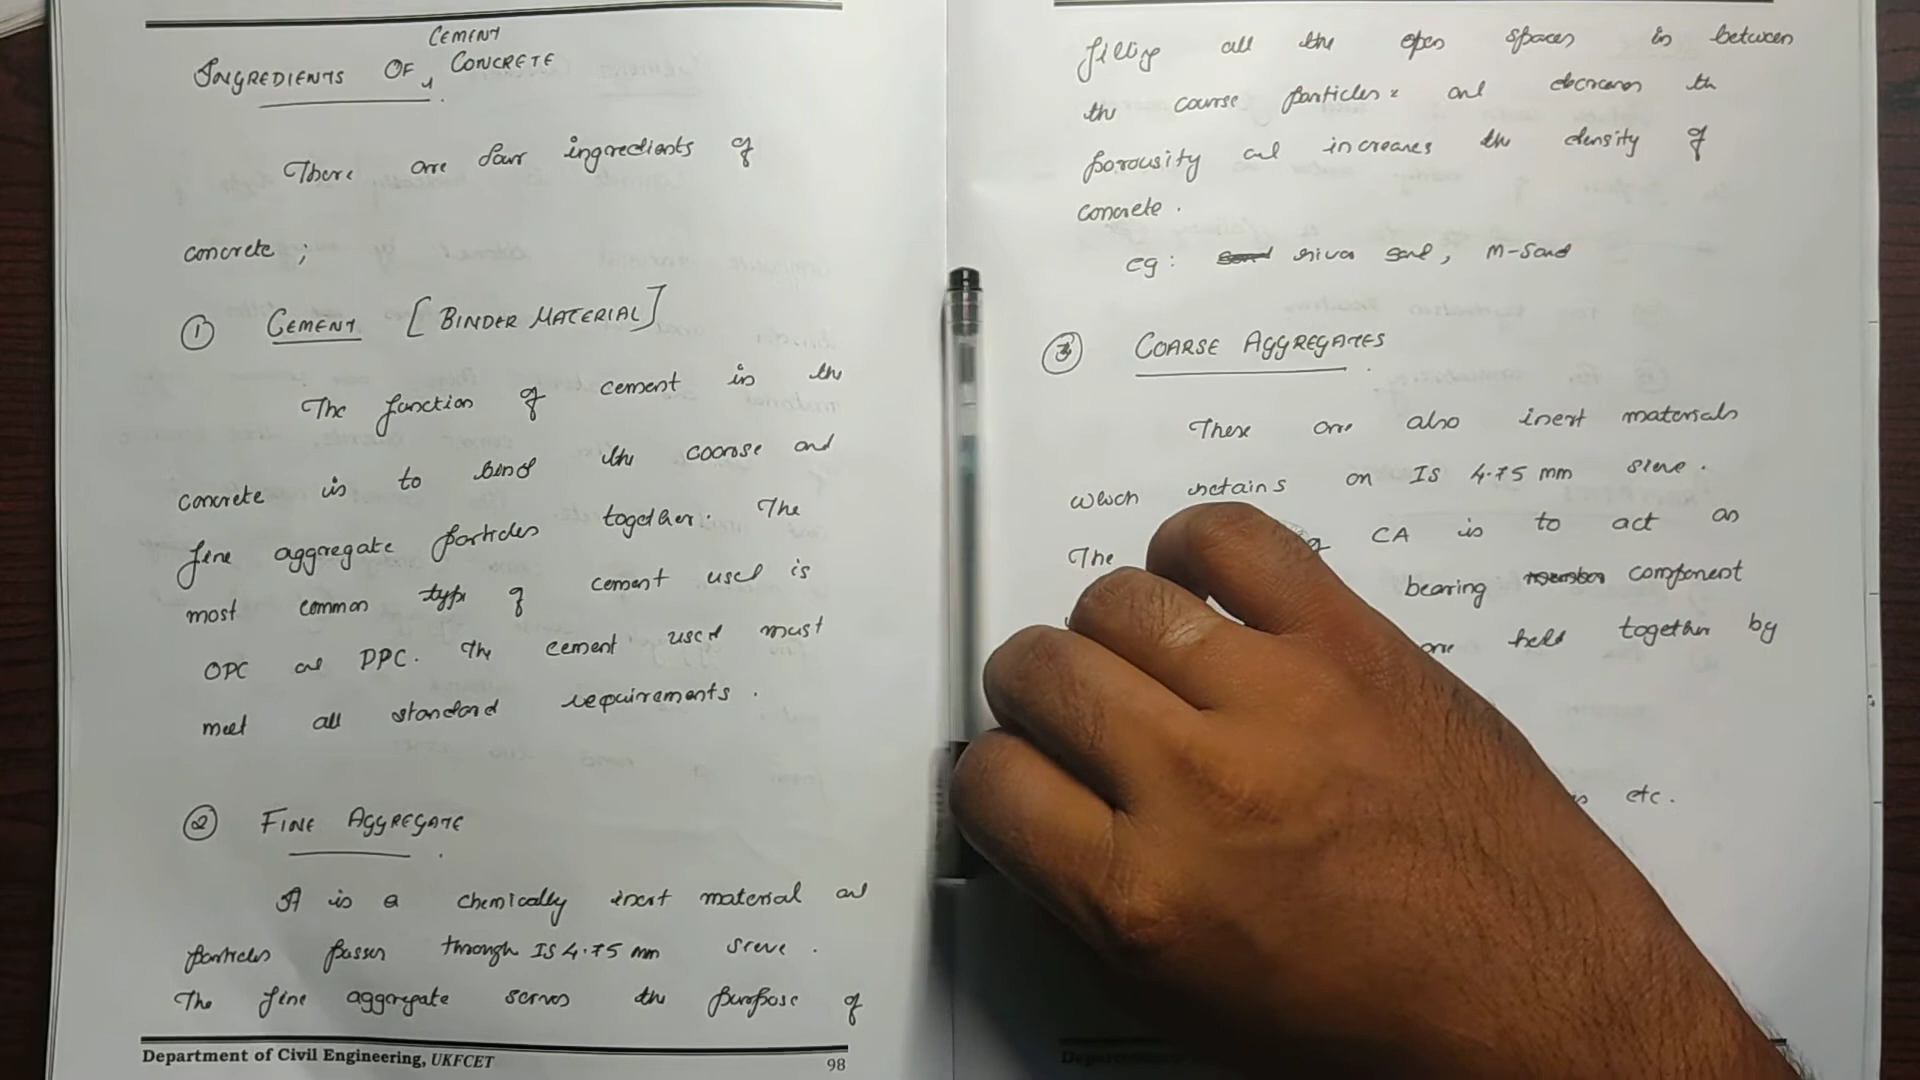 INGREDIENTS OF CEMENT CONCRETE
There are four ingredients of
concrete ;
① CEMENT [BINDER MATERIAL]
The function of cement in the
concrete is to bind the coarse and
fine aggregate particles together. The
most common type of cement used is
OPC and PPC. The cement used must
meet all standard requirements .
② FINE AGGREGATE
It is a chemically inert material and
particles passes through IS 4.75 mm sieve .
The fine aggregate serves the purpose of
Department of Civil Engineering, UKFCET
98
filling all the open spaces in between
the course particles and decreases the
porosity and increases the density of
concrete .
eg : river sand, M-Sand
③ COARSE AGGREGATES
These are also inert materials
which retains on IS 4.75 mm sieve .
The CA is to act as
bearing component
are held together by
etc .